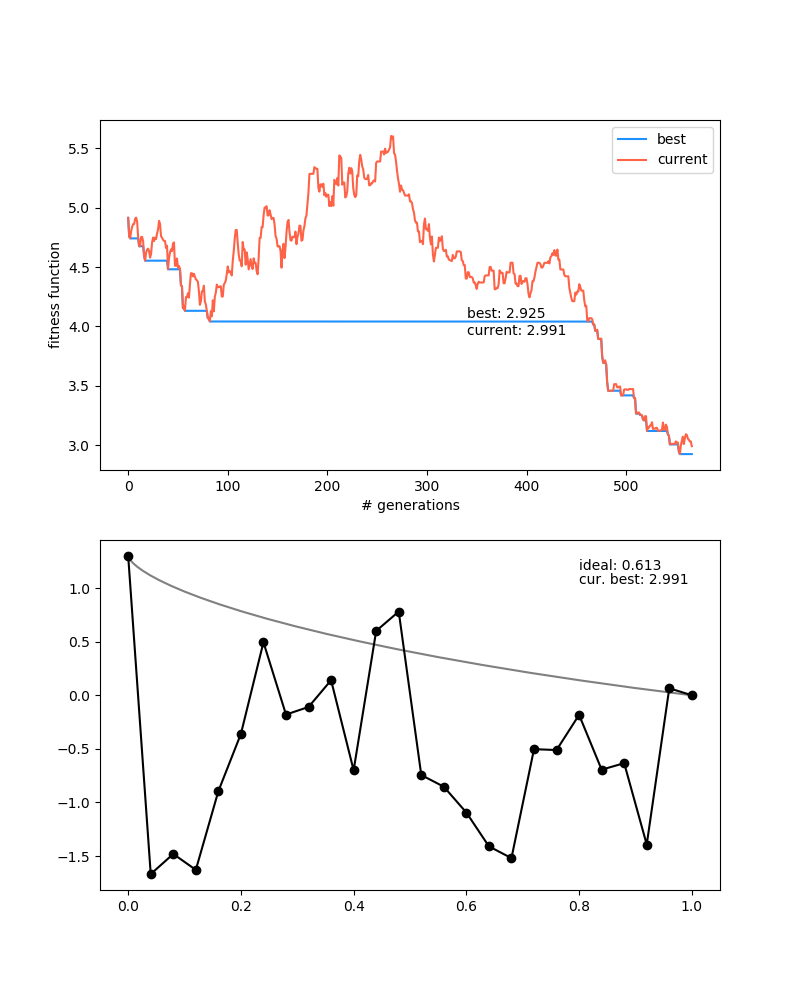 5.5
5.0
4.5
4.0
3.5
3.0
fitness function
best
current
best: 2.925
current: 2.991
0 100 200 300 400 500
# generations
ideal: 0.613
cur. best: 2.991
1.0
0.5
0.0
−0.5
−1.0
−1.5
0.0 0.2 0.4 0.6 0.8 1.0